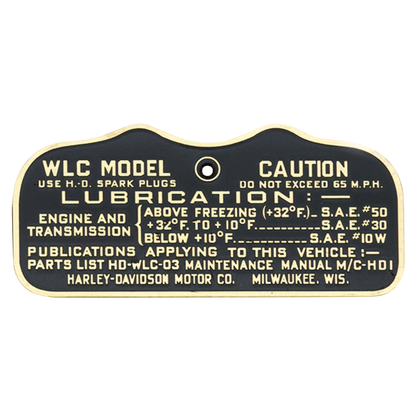 WLC MODEL CAUTION
USE H.-D. SPARK PLUGS DO NOT EXCEED 65 M.P.H.
LUBRICATION:—
ENGINE AND TRANSMISSION { ABOVE FREEZING (+32°F.) S.A.E. #50
+32°F. TO +10°F. S.A.E. #30
BELOW +10°F. S.A.E. #10W
PUBLICATIONS APPLYING TO THIS VEHICLE:—
PARTS LIST HD-WLC-03 MAINTENANCE MANUAL M/C-HD1
HARLEY-DAVIDSON MOTOR CO. MILWAUKEE, WIS.